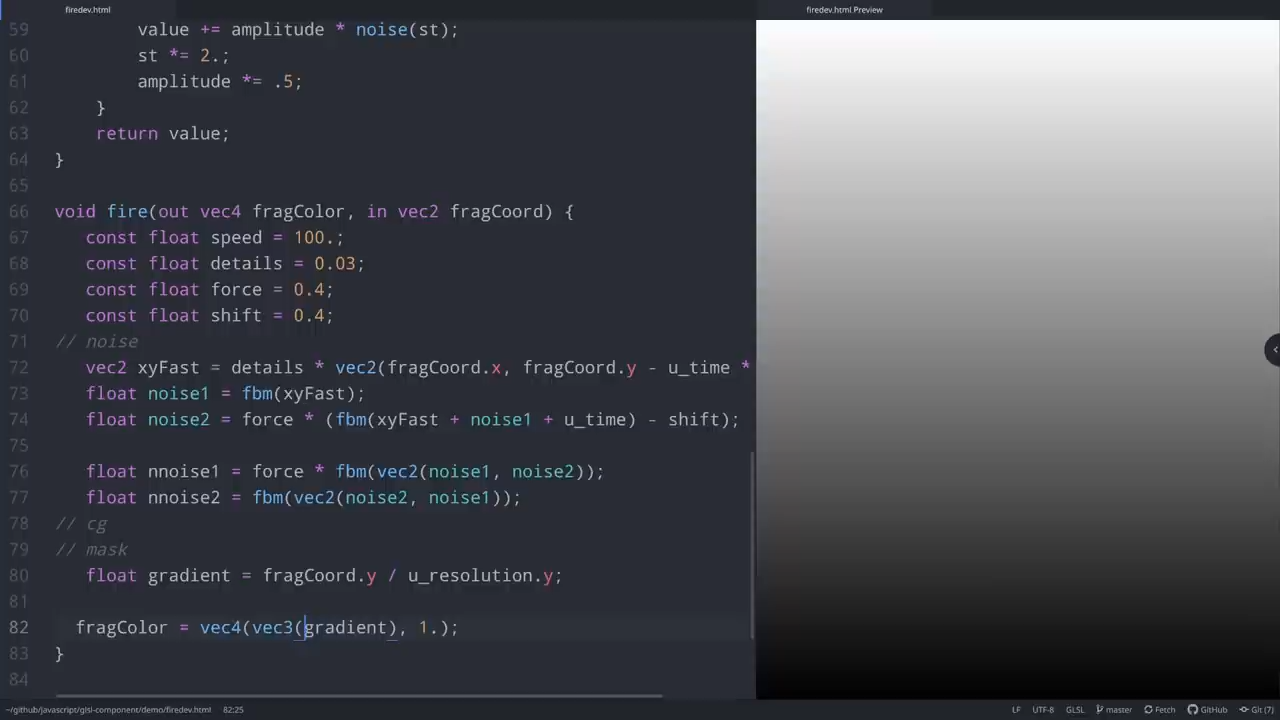 firedev.html
firedev.html Preview
59 value += amplitude * noise(st);
60 st *= 2.;
61 amplitude *= .5;
62 }
63 return value;
64 }
65
66 void fire(out vec4 fragColor, in vec2 fragCoord) {
67 const float speed = 100.;
68 const float details = 0.03;
69 const float force = 0.4;
70 const float shift = 0.4;
71 // noise
72 vec2 xyFast = details * vec2(fragCoord.x, fragCoord.y - u_time *
73 float noise1 = fbm(xyFast);
74 float noise2 = force * (fbm(xyFast + noise1 + u_time) - shift);
75
76 float nnoise1 = force * fbm(vec2(noise1, noise2));
77 float nnoise2 = fbm(vec2(noise2, noise1));
78 // cg
79 // mask
80 float gradient = fragCoord.y / u_resolution.y;
81
82 fragColor = vec4(vec3(gradient), 1.);
83 }
84
~/github/javascript/glsl-component/demo/firedev.html 82:25 LF UTF-8 GLSL master Fetch GitHub Git (7)